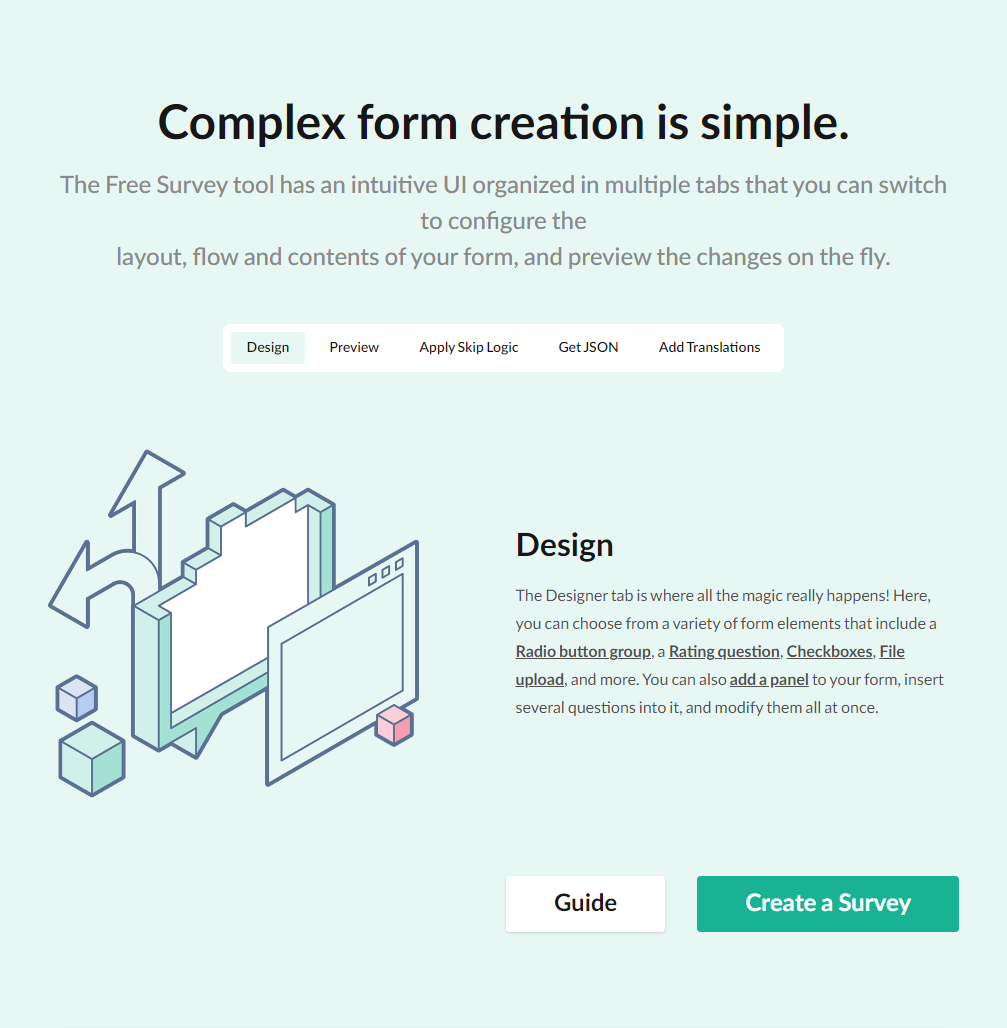 Complex form creation is simple.
The Free Survey tool has an intuitive UI organized in multiple tabs that you can switch
to configure the
layout, flow and contents of your form, and preview the changes on the fly.
Design
Preview
Apply Skip Logic
Get JSON
Add Translations
Design
The Designer tab is where all the magic really happens! Here,
you can choose from a variety of form elements that include a
Radio button group, a Rating question, Checkboxes, File
upload, and more. You can also add a panel to your form, insert
several questions into it, and modify them all at once.
Guide
Create a Survey